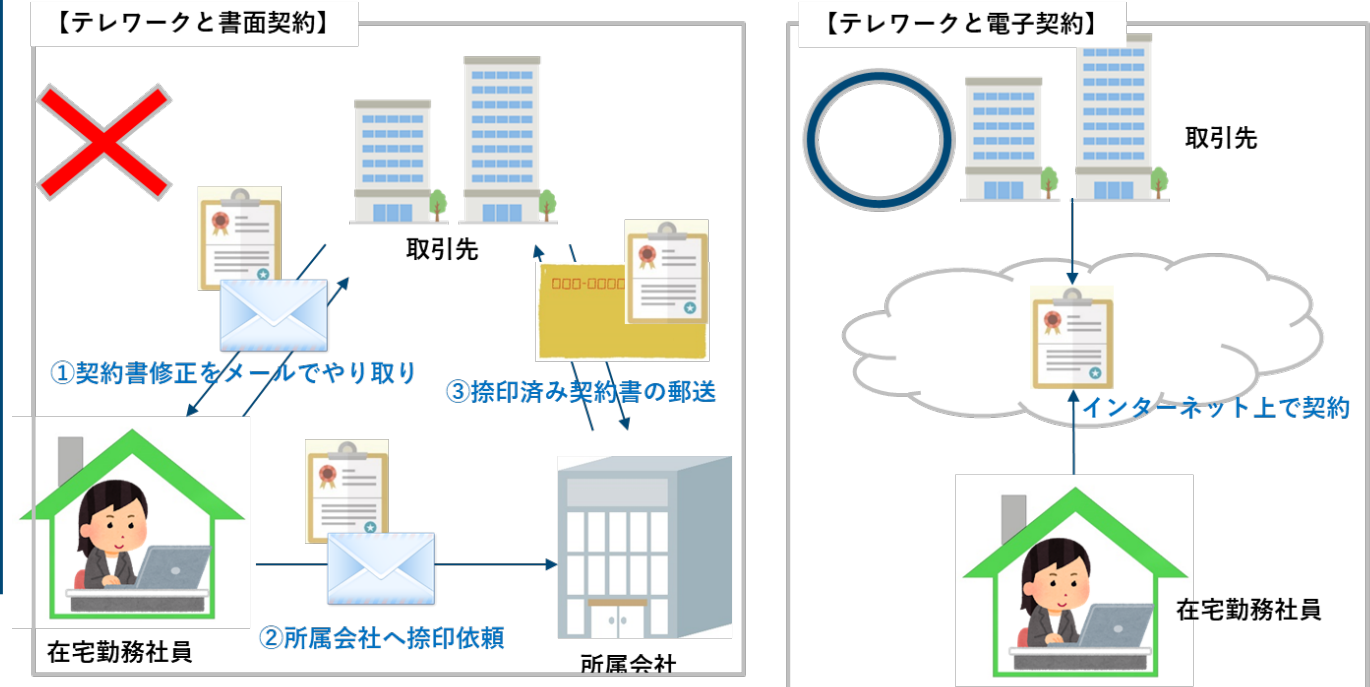 【テレワークと書面契約】
取引先
①契約書修正をメールでやり取り
③捺印済み契約書の郵送
②所属会社へ捺印依頼
在宅勤務社員
所属会社
【テレワークと電子契約】
取引先
インターネット上で契約
在宅勤務社員